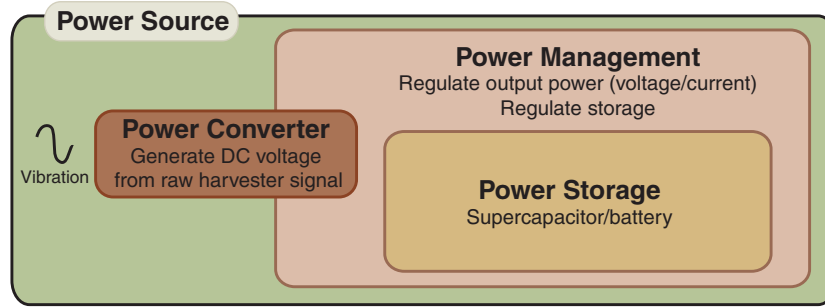 Power Source
Power Management
Regulate output power (voltage/current)
Regulate storage
Power Converter
Generate DC voltage
from raw harvester signal
Vibration
Power Storage
Supercapacitor/battery